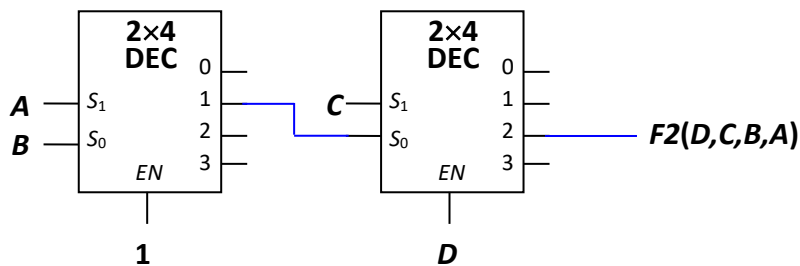 2×4
DEC
0
1
2
3
A
S1
B
S0
EN
1
2×4
DEC
0
1
2
3
C
S1
S0
EN
D
F2(D,C,B,A)